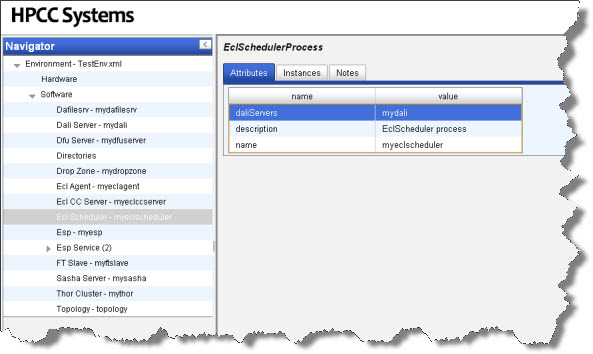 HPCC Systems
Navigator
Environment - TestEnv.xml
Hardware
Software
Dafilesrv - mydafilesrv
Dali Server - mydali
Dfu Server - mydfuserver
Directories
Drop Zone - mydropzone
Ecl Agent - myeclagent
Ecl CC Server - myeclccserver
Ecl Scheduler - myeclscheduler
Esp - myesp
Esp Service (2)
FT Slave - myftslave
Sasha Server - mysasha
Thor Cluster - mythor
Topology - topology
EclSchedulerProcess
Attributes Instances Notes
name value
daliServers mydali
description EclScheduler process
name myeclscheduler